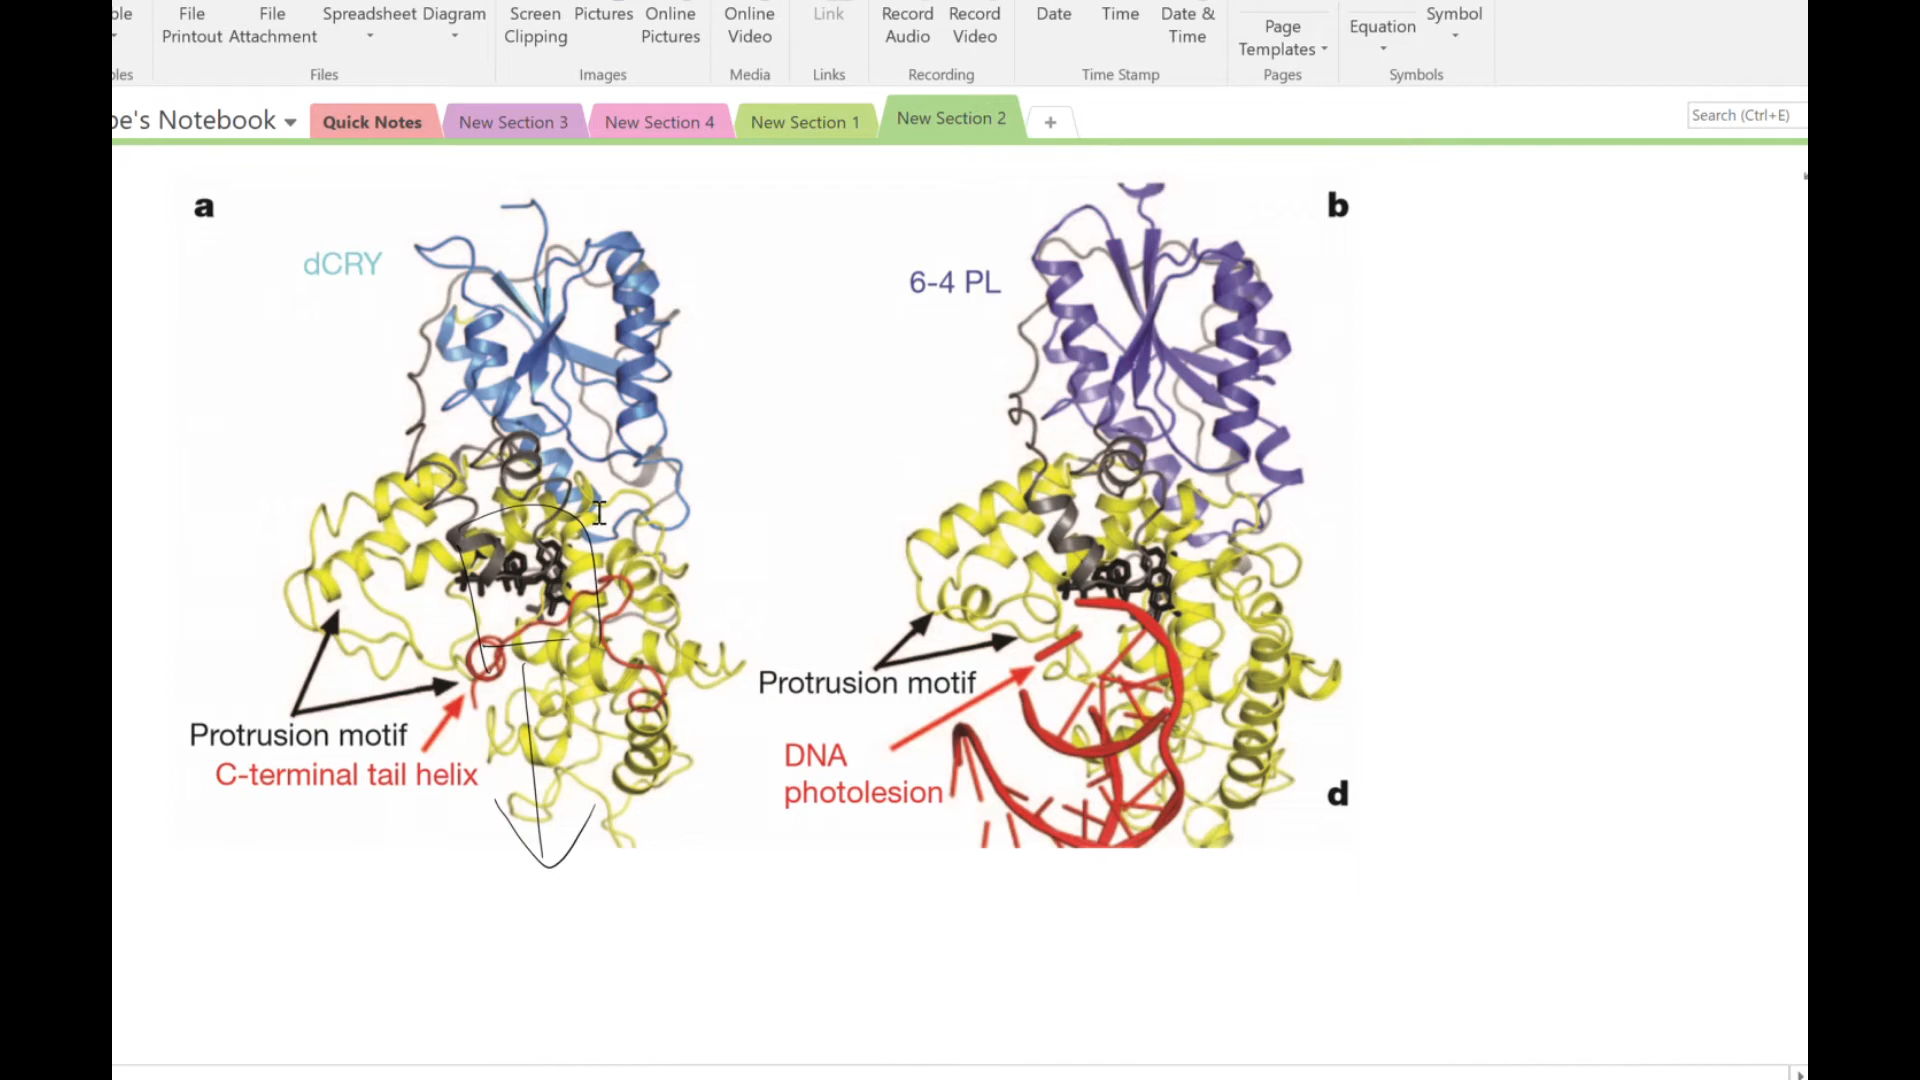 File Printout
File Attachment
Spreadsheet
Diagram
Screen Clipping
Pictures
Online Pictures
Online Video
Link
Record Audio
Record Video
Date
Time
Date & Time
Page Templates
Equation
Symbol
Files
Images
Media
Links
Recording
Time Stamp
Pages
Symbols
Notebook
Quick Notes
New Section 3
New Section 4
New Section 1
New Section 2
+
Search (Ctrl+E)
a
dCRY
Protrusion motif
C-terminal tail helix
b
6-4 PL
Protrusion motif
DNA
photolesion
d